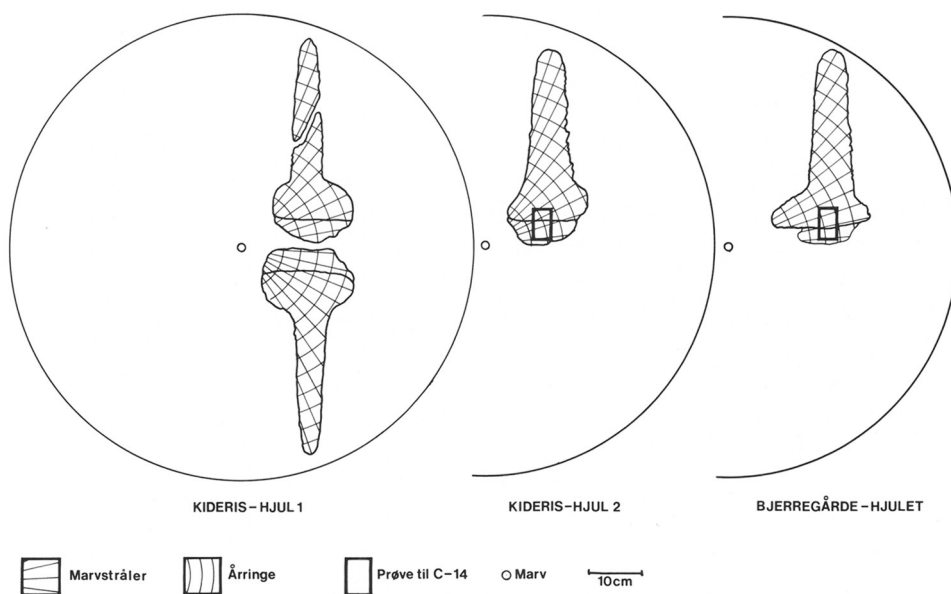 KIDERIS–HJUL 1 KIDERIS–HJUL 2 BJERREGÅRDE–HJULET
Marvstråler Årringe Prøve til C–14 Marv 10cm